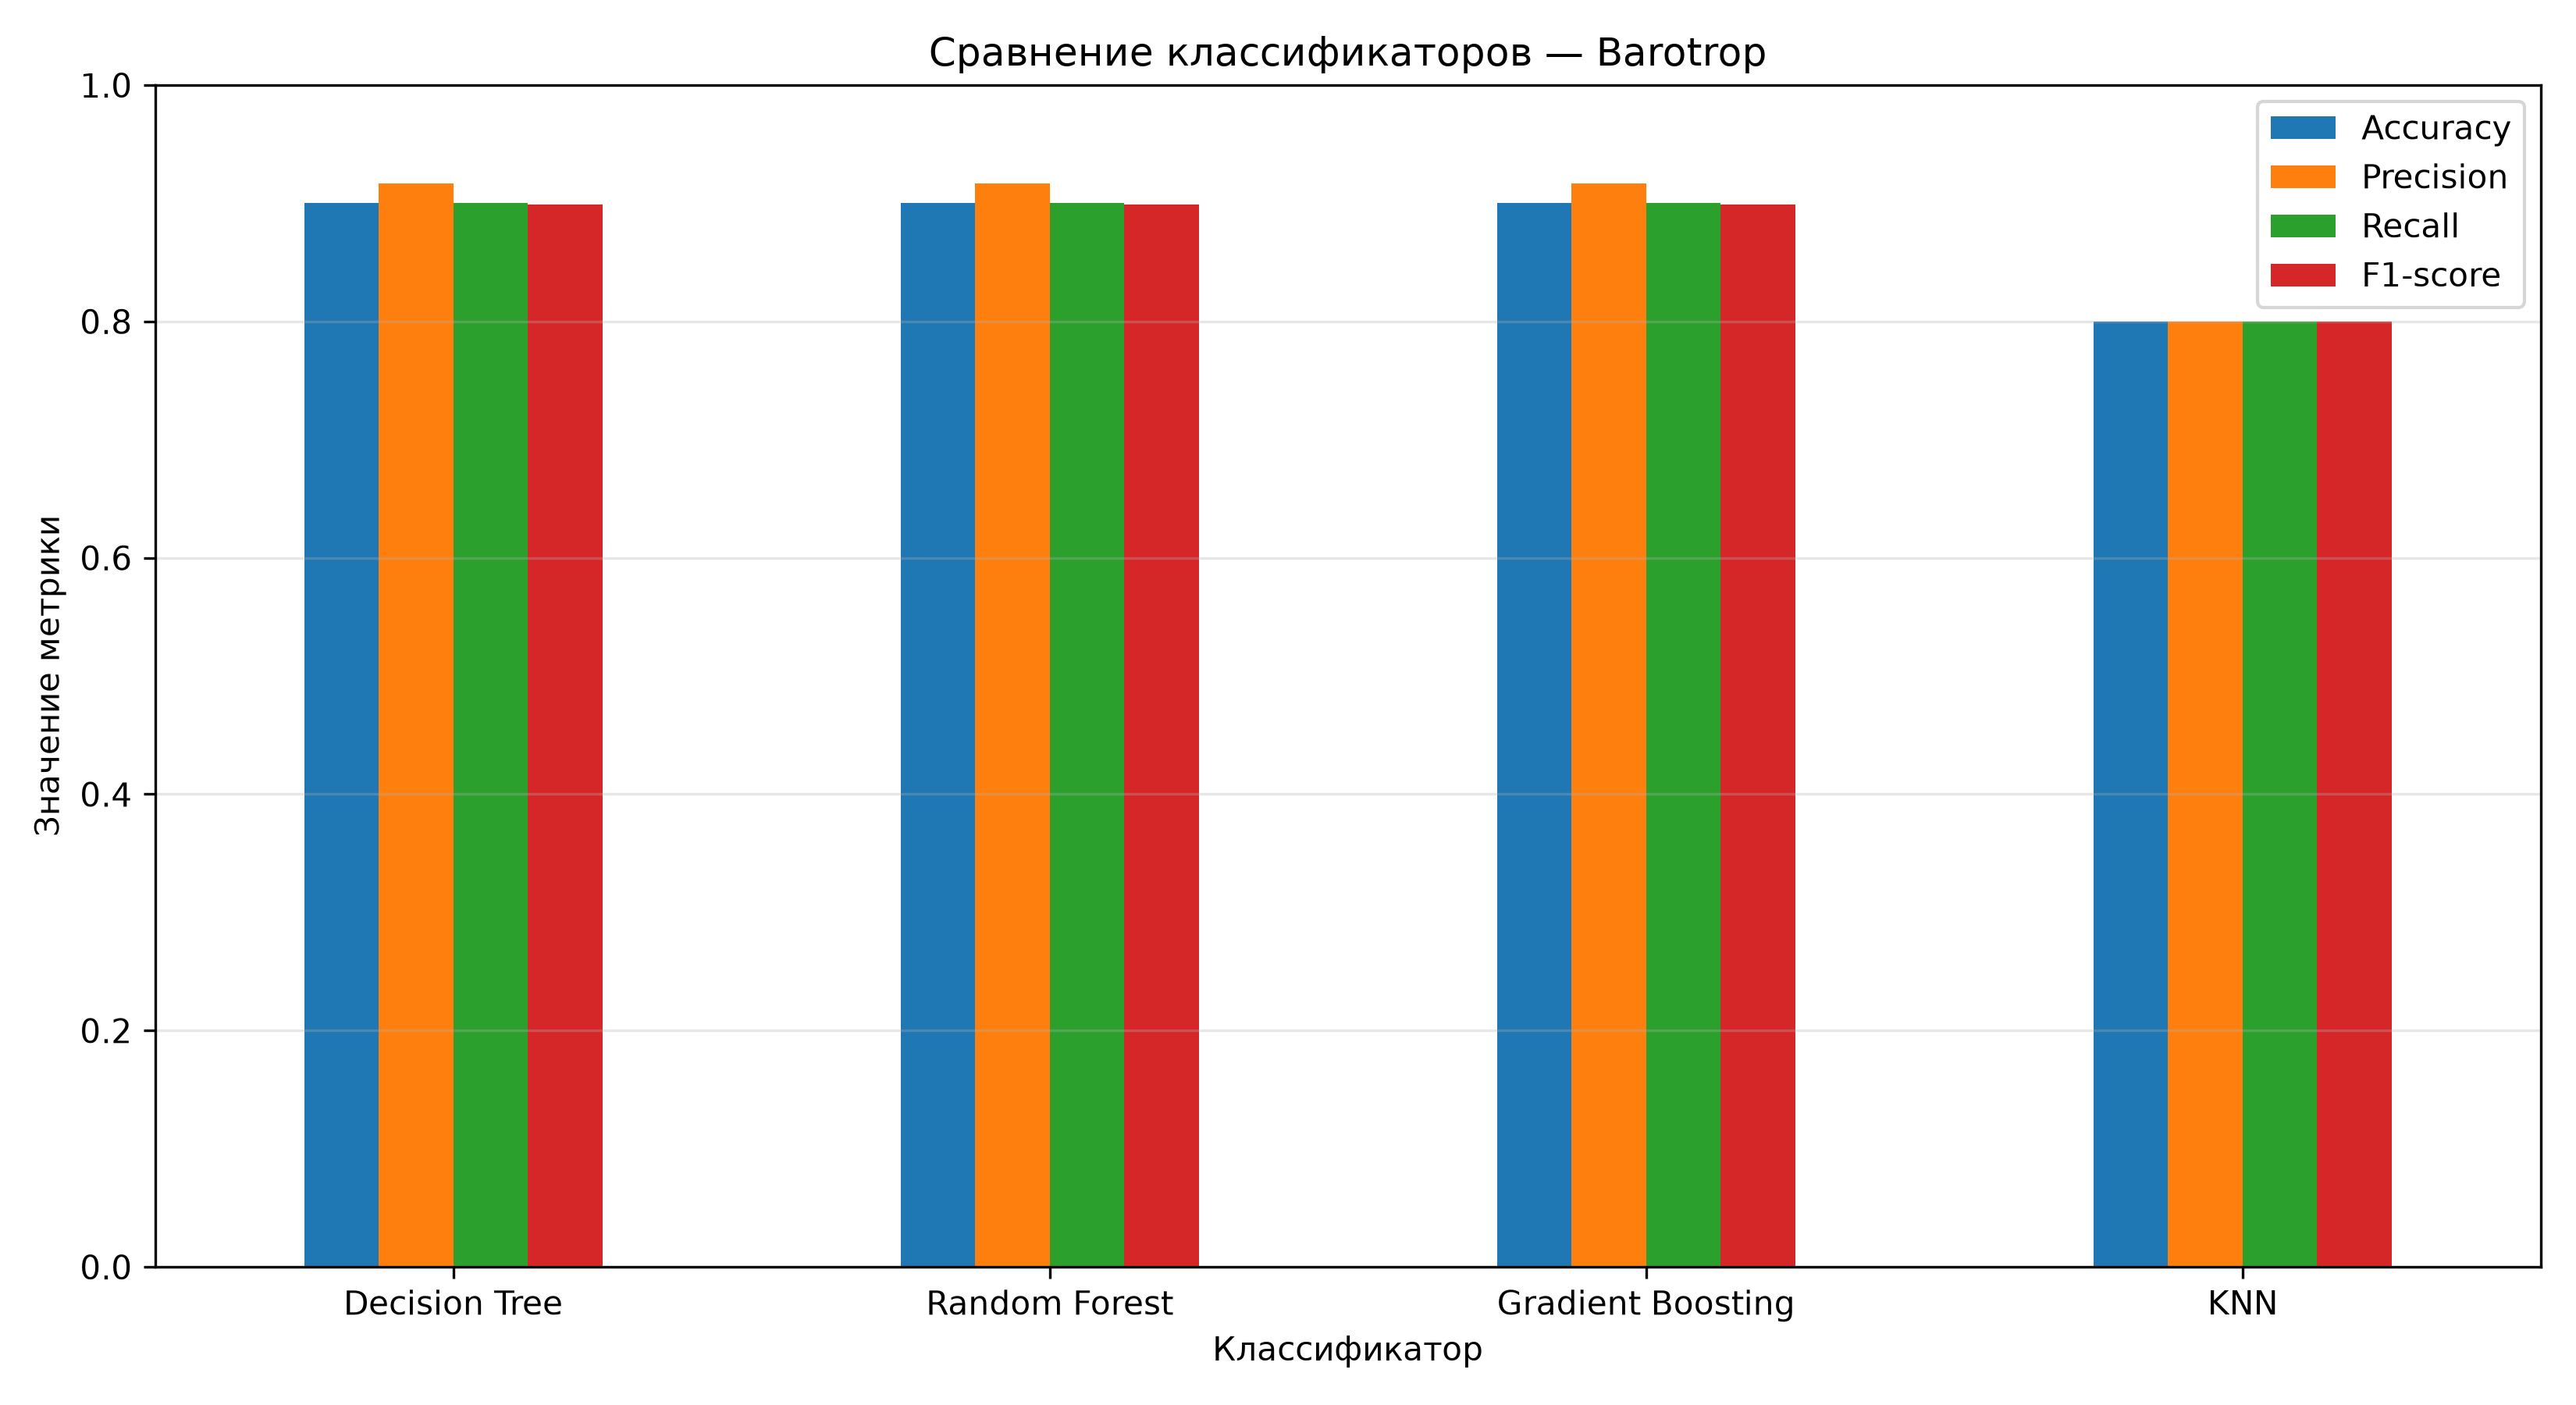 Сравнение классификаторов — Barotrop
1.0
0.8
0.6
0.4
0.2
0.0
Значение метрики
Accuracy
Precision
Recall
F1-score
Decision Tree
Random Forest
Gradient Boosting
KNN
Классификатор